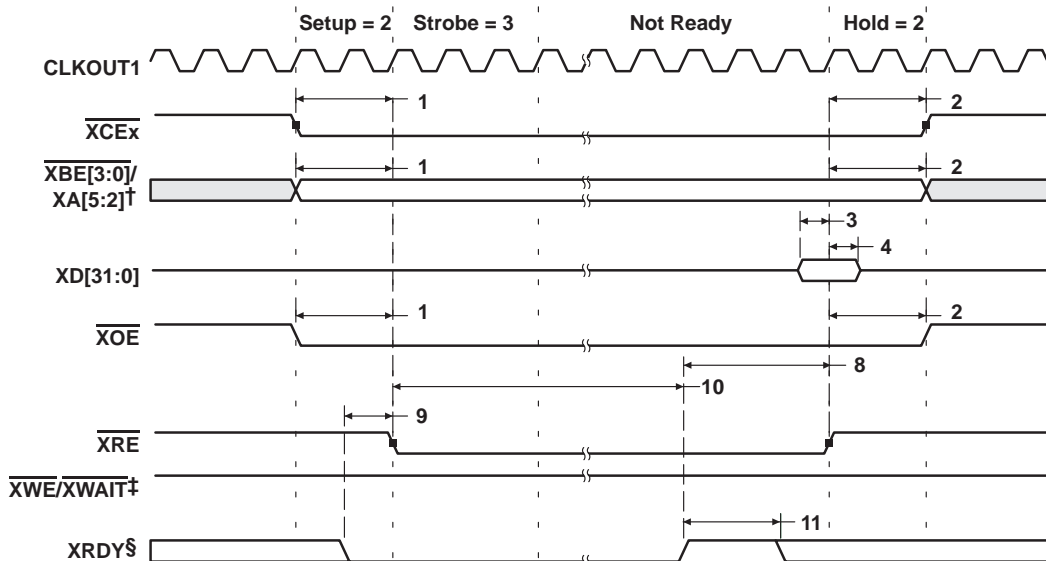 Setup = 2 Strobe = 3 Not Ready Hold = 2
CLKOUT1
1 2
XCEx
XBE[3:0]/ 1 2
XA[5:2]†
3
4
XD[31:0]
1 2
XOE
8
10
9
XRE
XWE/XWAIT‡
11
XRDY§